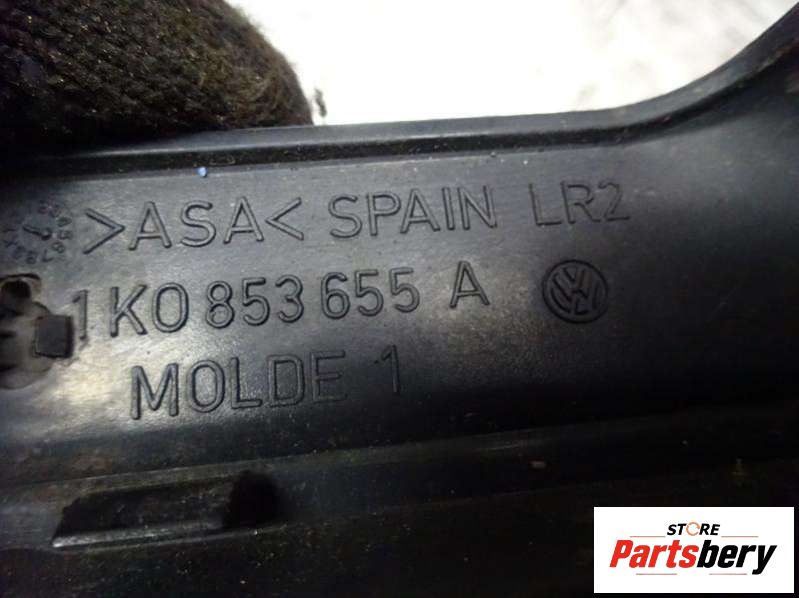 >ASA< SPAIN LR2
1K0 853 655 A
MOLDE 1
STORE
Partsbery